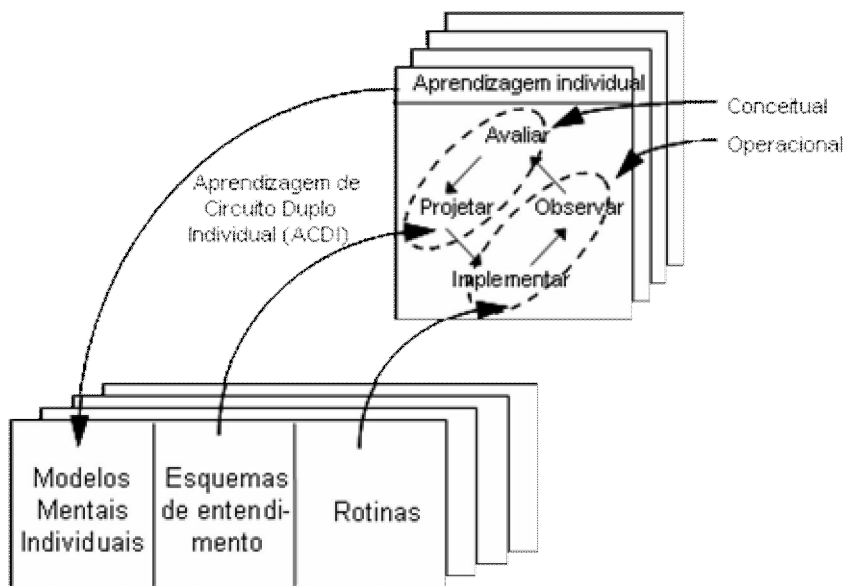 Aprendizagem individual
Conceitual
Avaliar
Operacional
Aprendizagem de
Circuito Duplo
Individual (ACDI)
Projetar
Observar
Implementar
Modelos
Mentais
Individuais
Esquemas
de entendi-
mento
Rotinas